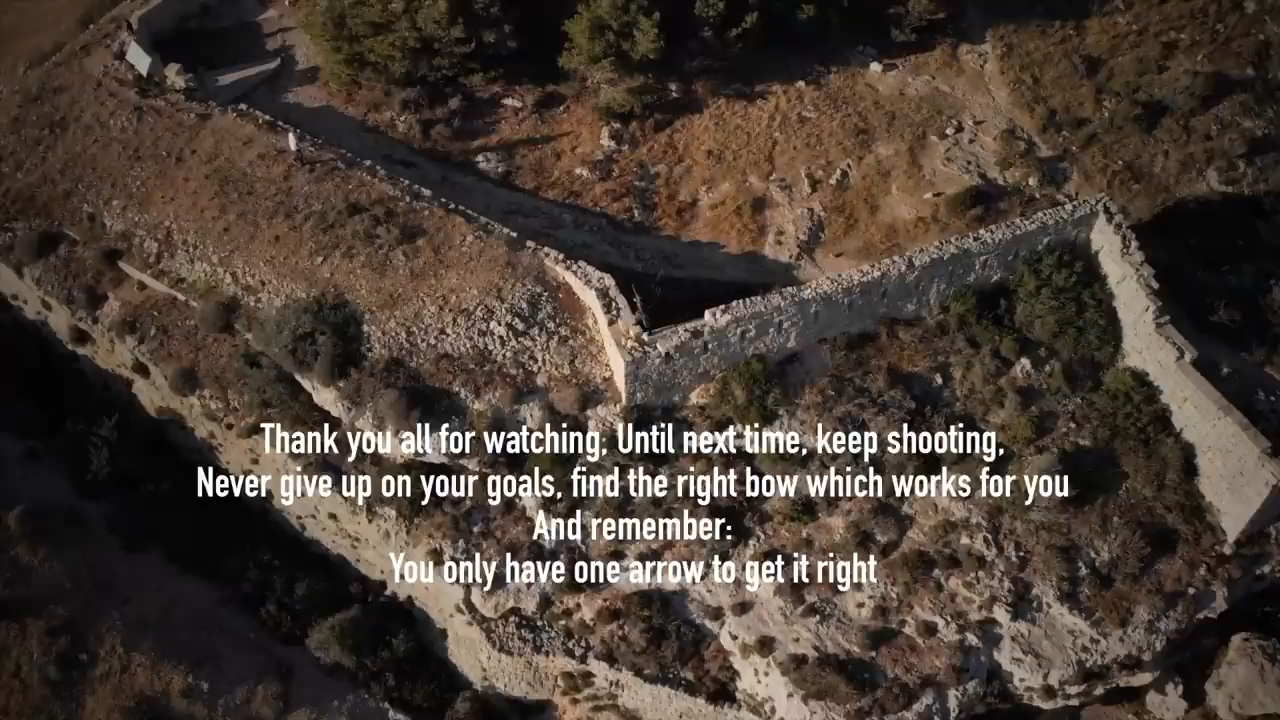 Thank you all for watching, Until next time, keep shooting,
Never give up on your goals, find the right bow which works for you
And remember:
You only have one arrow to get it right